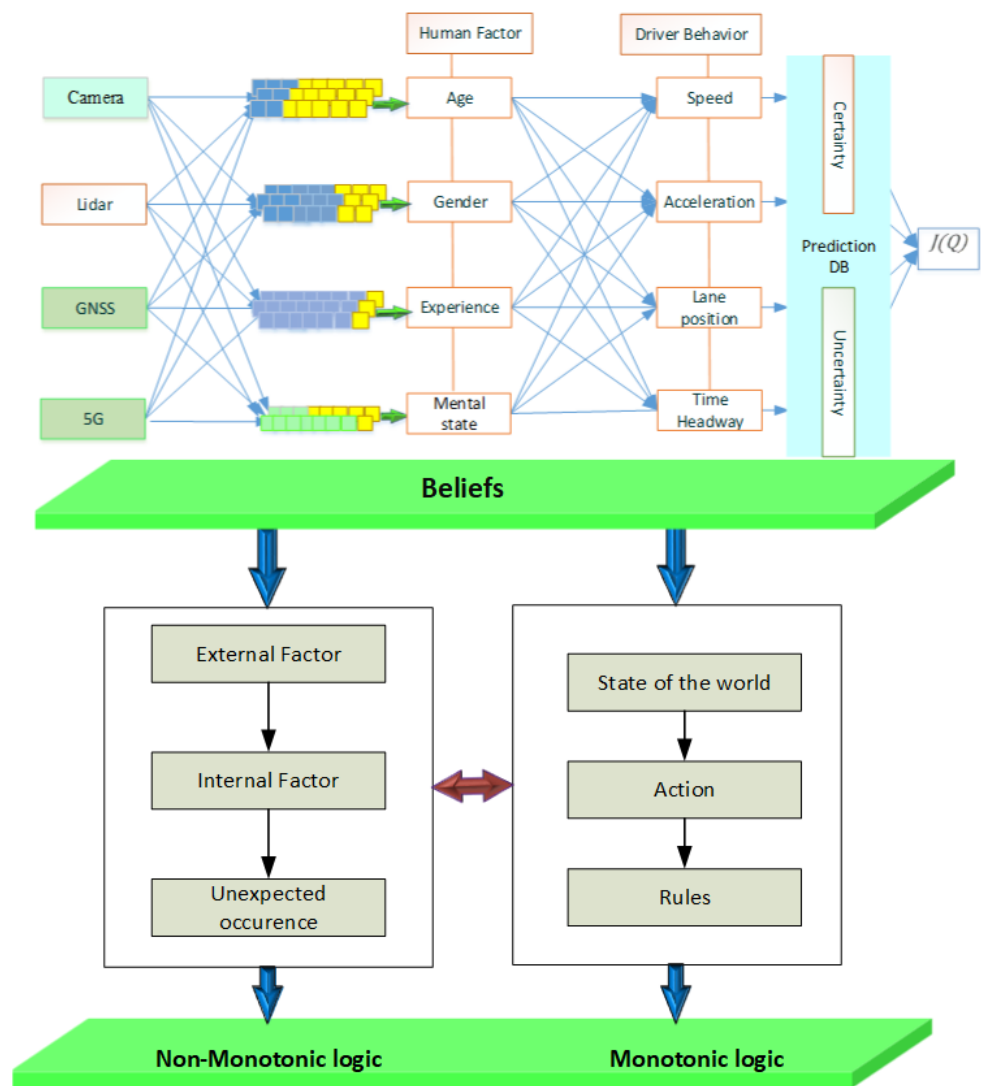 Human Factor
Driver Behavior
Camera
Age
Speed
Certainty
Lidar
Gender
Acceleration
Prediction
DB
J(Q)
GNSS
Experience
Lane
position
Uncertainty
5G
Mental
state
Time
Headway
Beliefs
External Factor
Internal Factor
Unexpected
occurence
State of the world
Action
Rules
Non-Monotonic logic
Monotonic logic